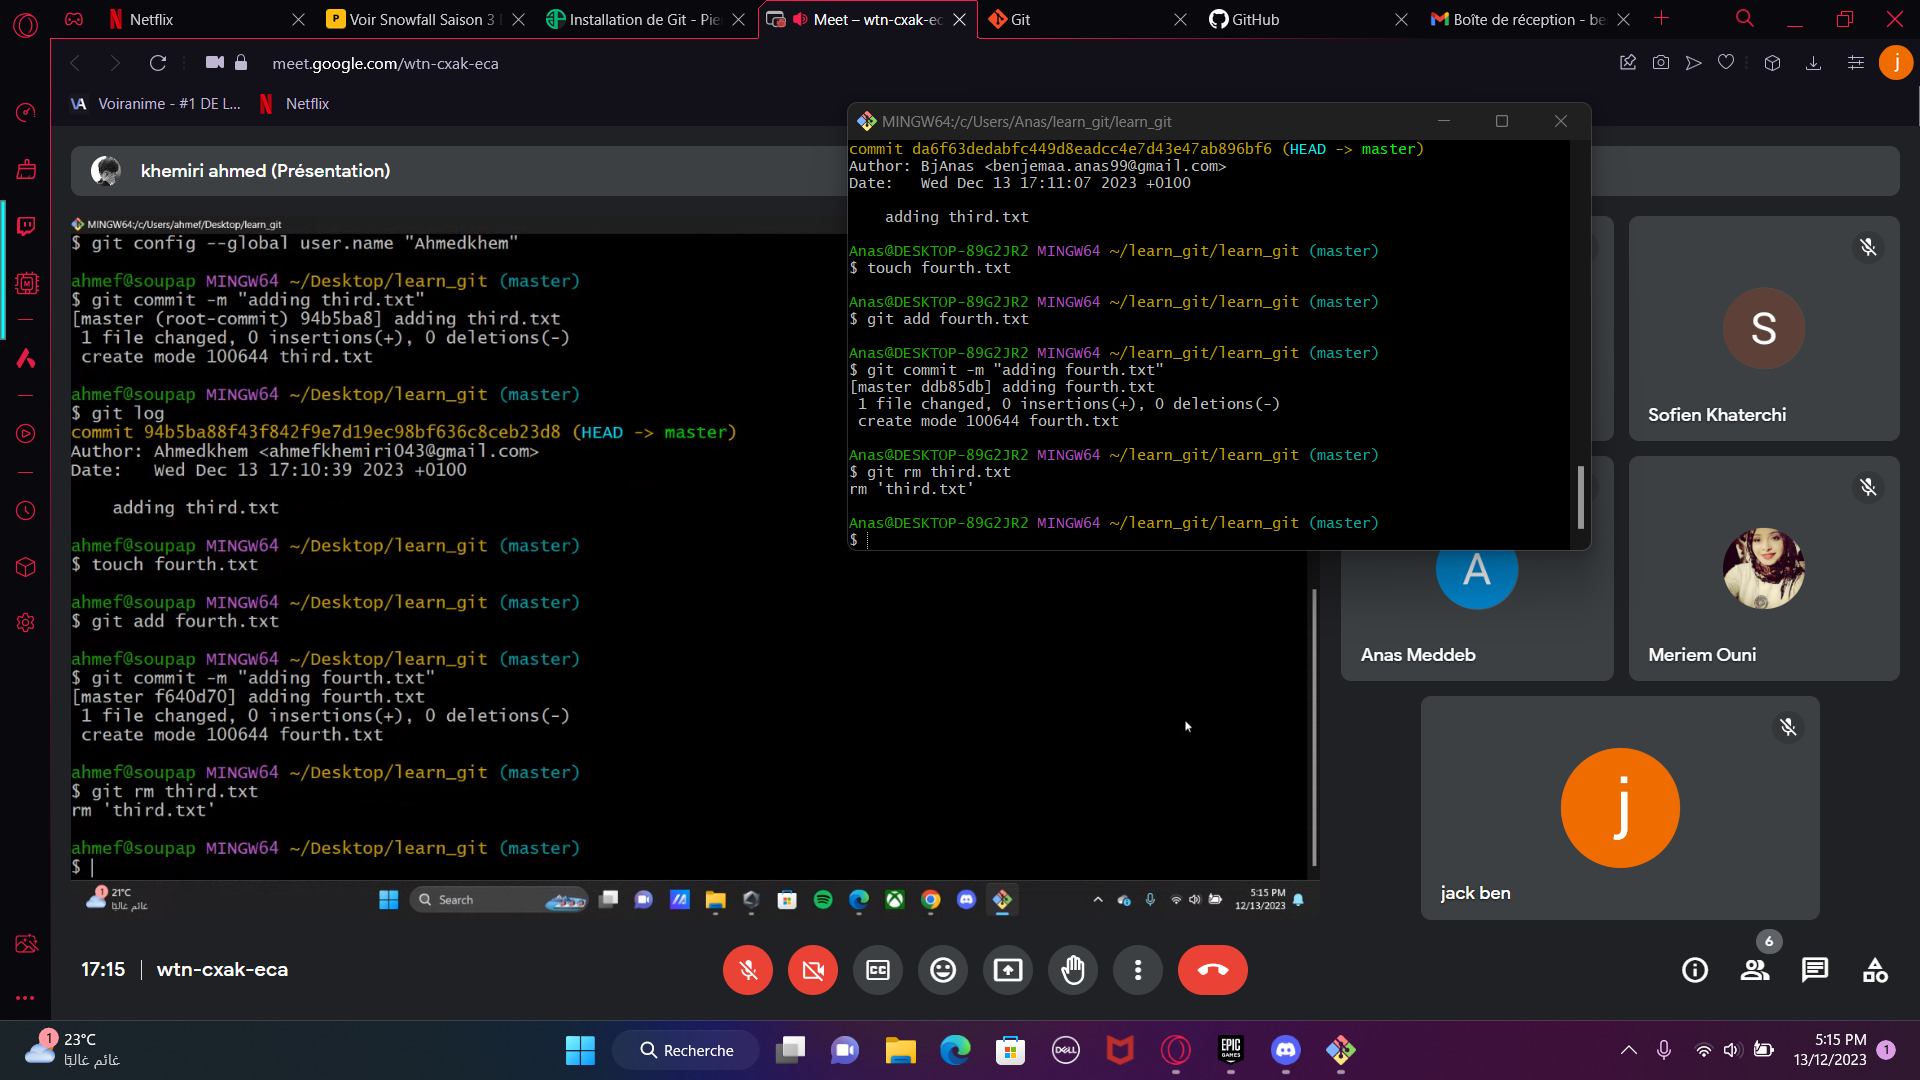 Netflix
Voir Snowfall Saison 3
Installation de Git - Pie
Meet – wtn-cxak-ec
Git
GitHub
Boîte de réception - be
meet.google.com/wtn-cxak-eca
j
VA Voiranime - #1 DE L...
Netflix
khemiri ahmed (Présentation)
MINGW64:/c/Users/ahmef/Desktop/learn_git
$ git config --global user.name "Ahmedkhem"
ahmef@soupap MINGW64 ~/Desktop/learn_git (master)
$ git commit -m "adding third.txt"
[master (root-commit) 94b5ba8] adding third.txt
1 file changed, 0 insertions(+), 0 deletions(-)
create mode 100644 third.txt
ahmef@soupap MINGW64 ~/Desktop/learn_git (master)
$ git log
commit 94b5ba88f43f842f9e7d19ec98bf636c8ceb23d8 (HEAD -> master)
Author: Ahmedkhem <ahmefkhemiri043@gmail.com>
Date:   Wed Dec 13 17:10:39 2023 +0100
adding third.txt
ahmef@soupap MINGW64 ~/Desktop/learn_git (master)
$ touch fourth.txt
ahmef@soupap MINGW64 ~/Desktop/learn_git (master)
$ git add fourth.txt
ahmef@soupap MINGW64 ~/Desktop/learn_git (master)
$ git commit -m "adding fourth.txt"
[master f640d70] adding fourth.txt
1 file changed, 0 insertions(+), 0 deletions(-)
create mode 100644 fourth.txt
ahmef@soupap MINGW64 ~/Desktop/learn_git (master)
$ git rm third.txt
rm 'third.txt'
ahmef@soupap MINGW64 ~/Desktop/learn_git (master)
$
1
21°C
غائم غالبًا
Search
5:15 PM
12/13/2023
MINGW64:/c/Users/Anas/learn_git/learn_git
commit da6f63dedabfc449d8eadcc4e7d43e47ab896bf6 (HEAD -> master)
Author: BjAnas <benjemaa.anas99@gmail.com>
Date:   Wed Dec 13 17:11:07 2023 +0100
adding third.txt
Anas@DESKTOP-89G2JR2 MINGW64 ~/learn_git/learn_git (master)
$ touch fourth.txt
Anas@DESKTOP-89G2JR2 MINGW64 ~/learn_git/learn_git (master)
$ git add fourth.txt
Anas@DESKTOP-89G2JR2 MINGW64 ~/learn_git/learn_git (master)
$ git commit -m "adding fourth.txt"
[master ddb85db] adding fourth.txt
1 file changed, 0 insertions(+), 0 deletions(-)
create mode 100644 fourth.txt
Anas@DESKTOP-89G2JR2 MINGW64 ~/learn_git/learn_git (master)
$ git rm third.txt
rm 'third.txt'
Anas@DESKTOP-89G2JR2 MINGW64 ~/learn_git/learn_git (master)
$
S
Sofien Khaterchi
A
Anas Meddeb
Meriem Ouni
j
jack ben
17:15 | wtn-cxak-eca
CC
6
1
23°C
غائم غالبًا
Recherche
DELL
EPIC GAMES
5:15 PM
13/12/2023
1